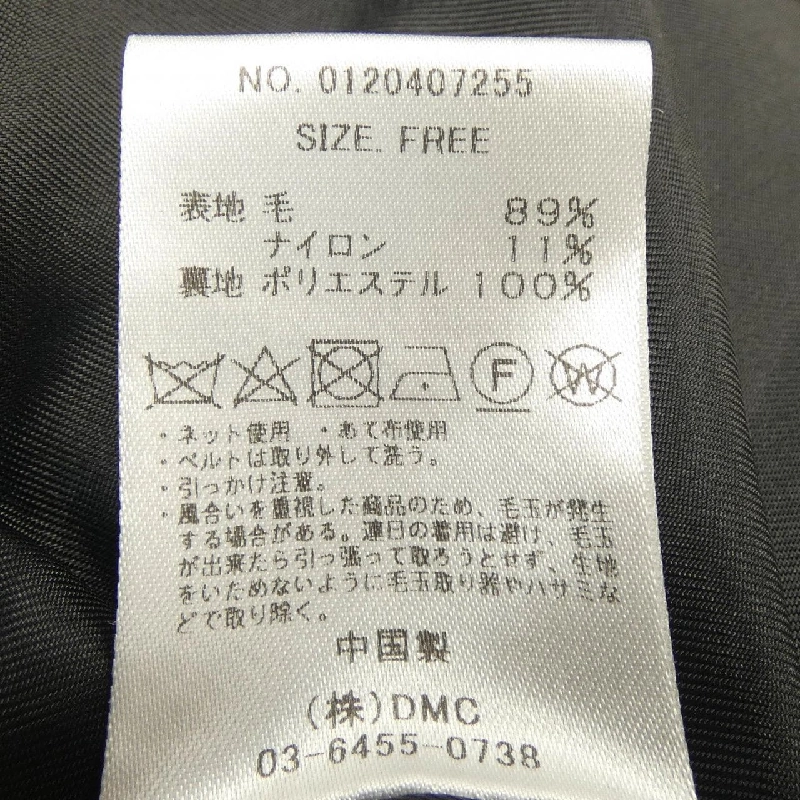 NO. 0120407255
SIZE. FREE
表地 毛 89%
ナイロン 11%
裏地 ポリエステル 100%
F W
・ネット使用 ・あて布使用
・ベルトは取り外して洗う。
・引っかけ注意。
・風合いを重視した商品のため、毛玉が発生
する場合がある。連日の着用は避け、毛玉
が出来たら引っ張って取ろうとせず、生地
をいためないように毛玉取り器やハサミな
どで取り除く。
中国製
(株)DMC
03-6455-0738